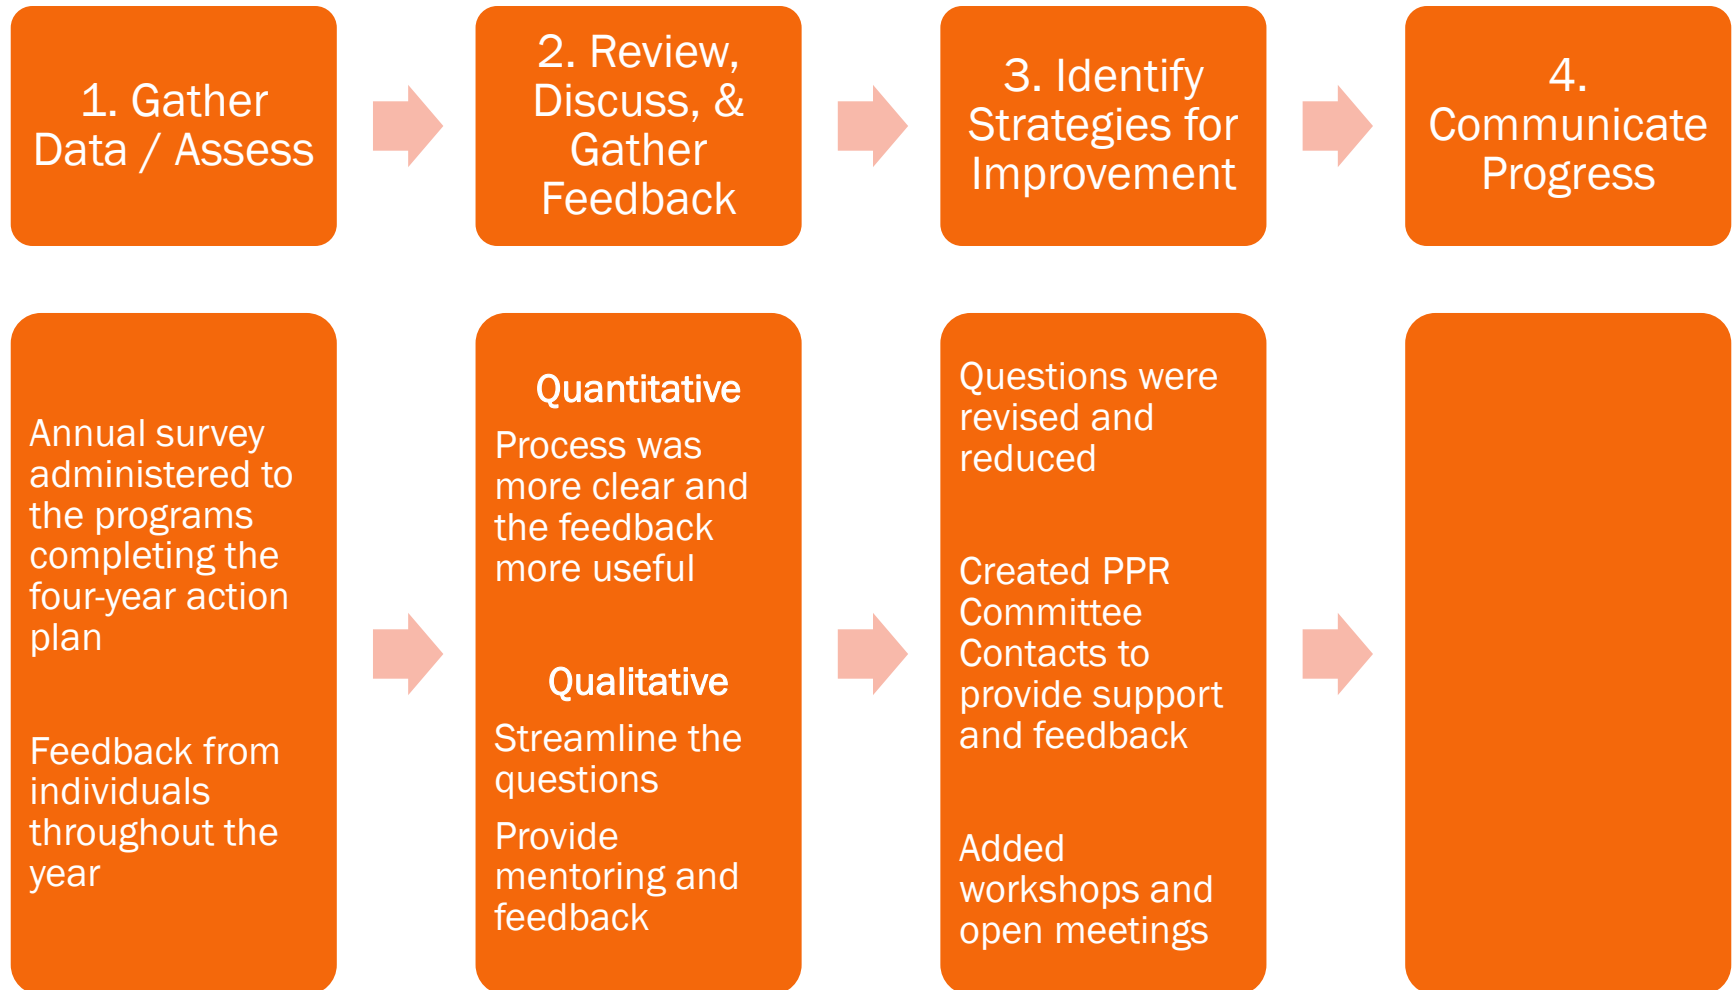 1. Gather
Data / Assess
2. Review,
Discuss, &
Gather
Feedback
3. Identify
Strategies for
Improvement
4.
Communicate
Progress
Annual survey
administered to
the programs
completing the
four-year action
plan
Feedback from
individuals
throughout the
year
Quantitative
Process was
more clear and
the feedback
more useful
Qualitative
Streamline the
questions
Provide
mentoring and
feedback
Questions were
revised and
reduced
Created PPR
Committee
Contacts to
provide support
and feedback
Added
workshops and
open meetings